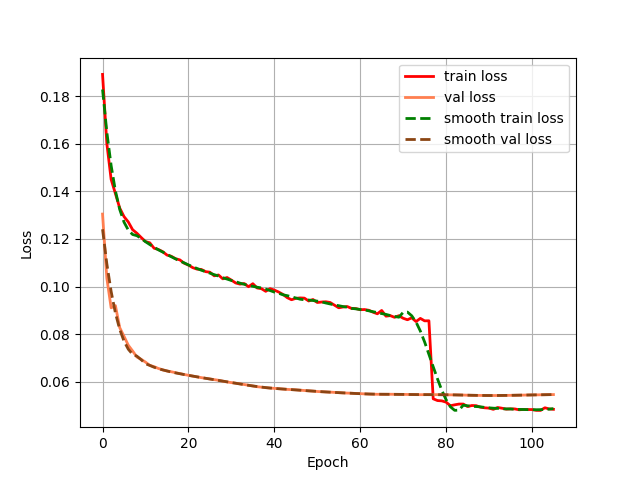 train loss
val loss
smooth train loss
smooth val loss
0.18
0.16
0.14
0.12
0.10
0.08
0.06
Loss
0 20 40 60 80 100
Epoch